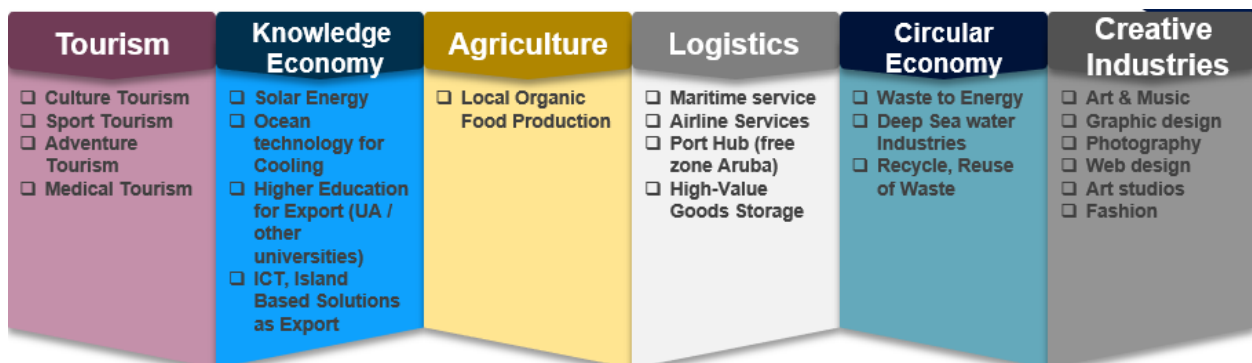 Tourism
❑ Culture Tourism
❑ Sport Tourism
❑ Adventure
Tourism
❑ Medical Tourism
Knowledge
Economy
❑ Solar Energy
❑ Ocean
technology for
Cooling
❑ Higher Education
for Export (UA /
other
universities)
❑ ICT, Island
Based Solutions
as Export
Agriculture
❑ Local Organic
Food Production
Logistics
❑ Maritime service
❑ Airline Services
❑ Port Hub (free
zone Aruba)
❑ High-Value
Goods Storage
Circular
Economy
❑ Waste to Energy
❑ Deep Sea water
Industries
❑ Recycle, Reuse
of Waste
Creative
Industries
❑ Art & Music
❑ Graphic design
❑ Photography
❑ Web design
❑ Art studios
❑ Fashion